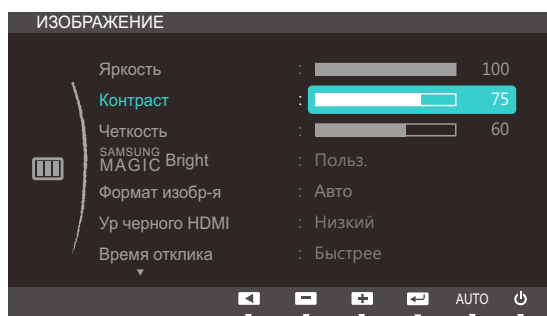 ИЗОБРАЖЕНИЕ
Яркость : 100
Контраст : 75
Четкость : 60
SAMSUNG MAGIC Bright : Польз.
Формат изобр-я : Авто
Ур черного HDMI : Низкий
Время отклика : Быстрее
AUTO